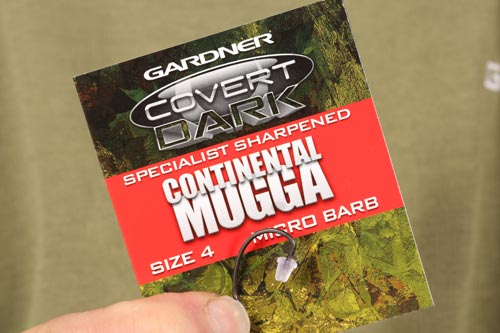 GARDNER
COVERT
DARK
SPECIALIST SHARPENED
CONTINENTAL
MUGGA
SIZE 4 MICRO BARB